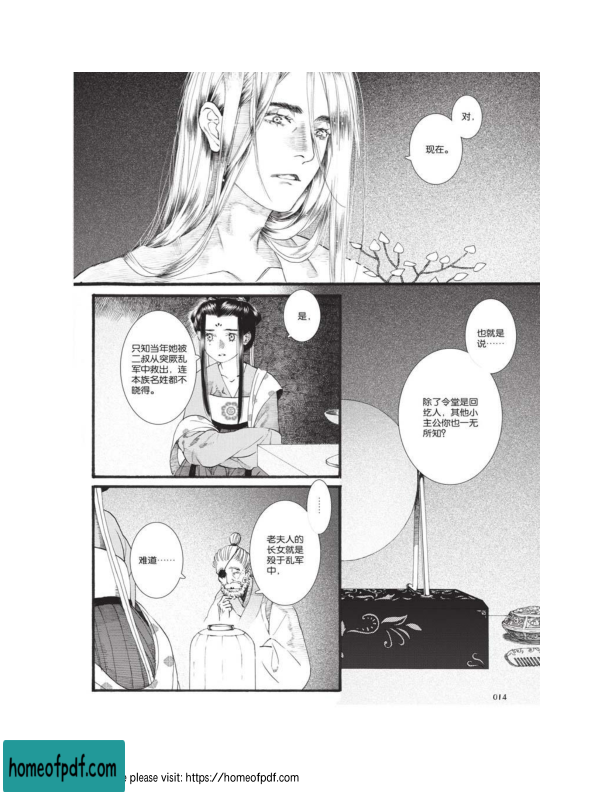 对，
现在。
也就是
说……
除了令堂是回
纥人，其他小
主公你也一无
所知？
是，
只知当年她被
二叔从突厥乱
军中救出，连
本族名姓都不
晓得。
……
老夫人的
长女就是
殁于乱军
中，
难道……
014
homeofpdf.com
e please visit: https://homeofpdf.com